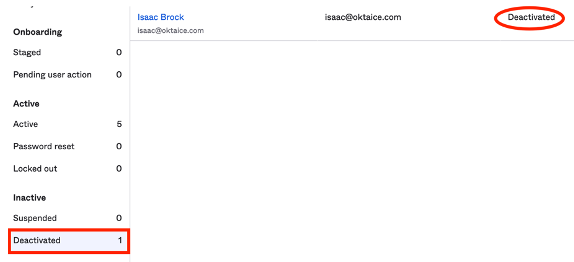 Isaac Brock isaac@oktaice.com Deactivated
isaac@oktaice.com
Onboarding
Staged 0
Pending user action 0
Active
Active 5
Password reset 0
Locked out 0
Inactive
Suspended 0
Deactivated 1